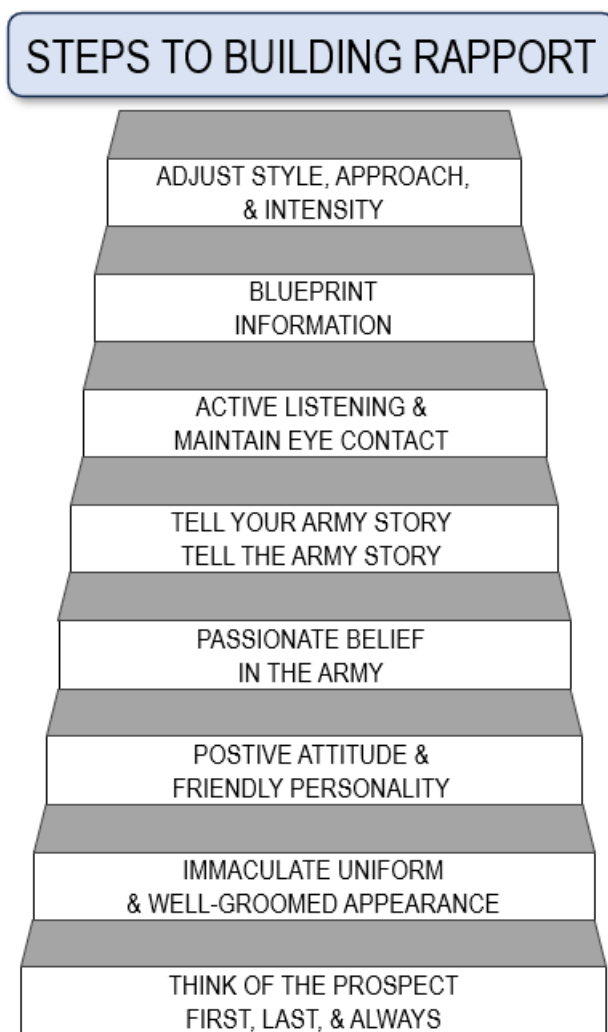 STEPS TO BUILDING RAPPORT
ADJUST STYLE, APPROACH,
& INTENSITY
BLUEPRINT
INFORMATION
ACTIVE LISTENING &
MAINTAIN EYE CONTACT
TELL YOUR ARMY STORY
TELL THE ARMY STORY
PASSIONATE BELIEF
IN THE ARMY
POSTIVE ATTITUDE &
FRIENDLY PERSONALITY
IMMACULATE UNIFORM
& WELL-GROOMED APPEARANCE
THINK OF THE PROSPECT
FIRST, LAST, & ALWAYS